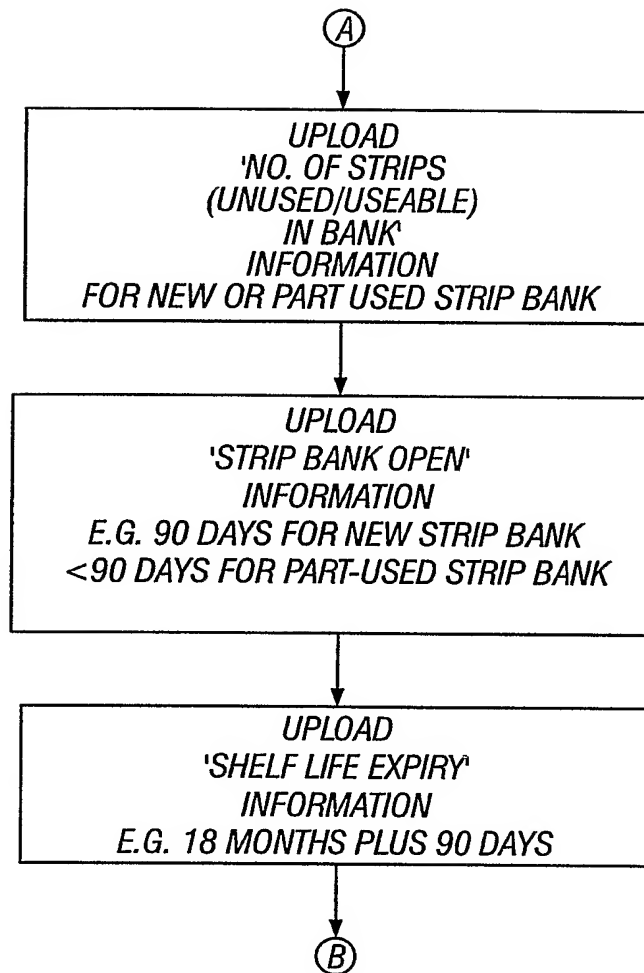 A
UPLOAD
'NO. OF STRIPS
(UNUSED/USEABLE)
IN BANK'
INFORMATION
FOR NEW OR PART USED STRIP BANK
UPLOAD
'STRIP BANK OPEN'
INFORMATION
E.G. 90 DAYS FOR NEW STRIP BANK
<90 DAYS FOR PART-USED STRIP BANK
UPLOAD
'SHELF LIFE EXPIRY'
INFORMATION
E.G. 18 MONTHS PLUS 90 DAYS
B